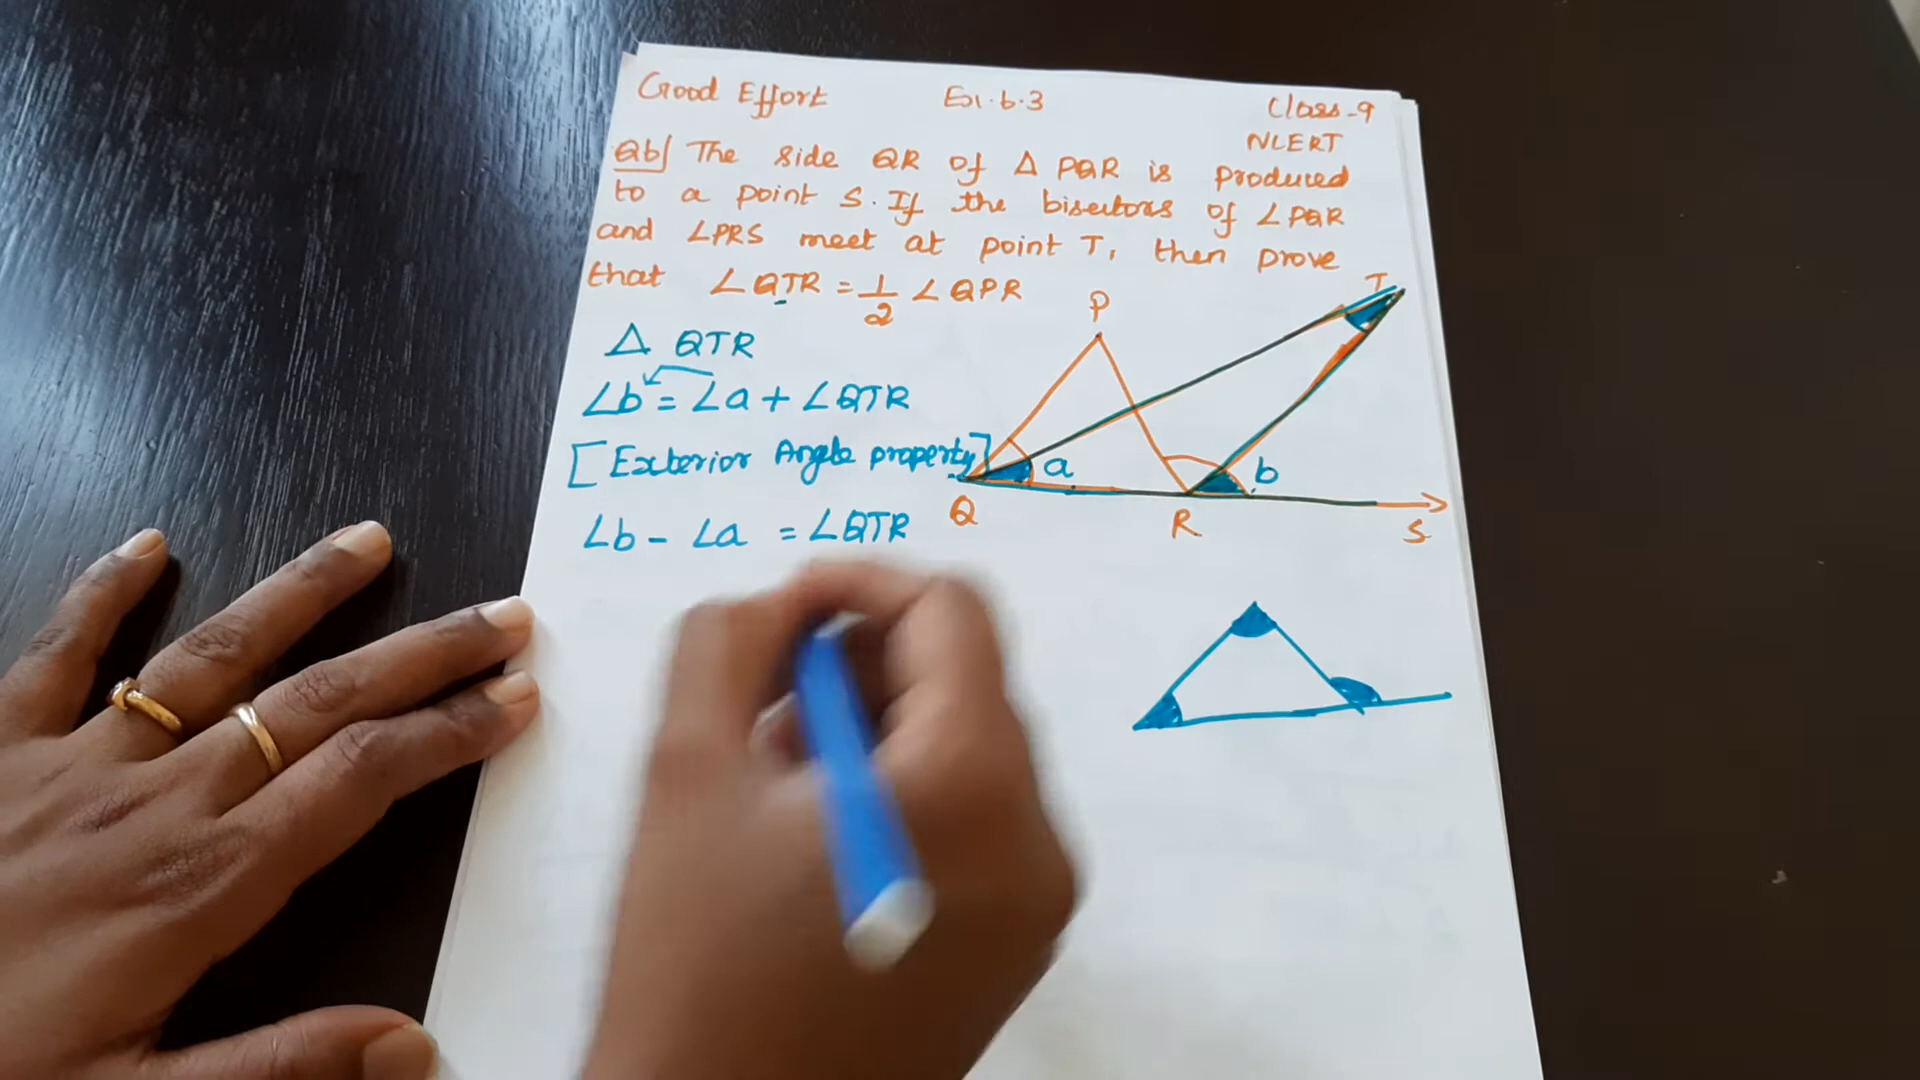 Good Effort Ex.6.3 Class-9
NCERT
Q6) The side QR of Δ PQR is produced
to a point S. If the bisectors of ∠PQR
and ∠PRS meet at point T, then prove
that ∠QTR = 1/2 ∠QPR
T
P
Δ QTR
∠b = ∠a + ∠QTR
[Exterior Angle property]
a
b
Q
R
S
∠b - ∠a = ∠QTR